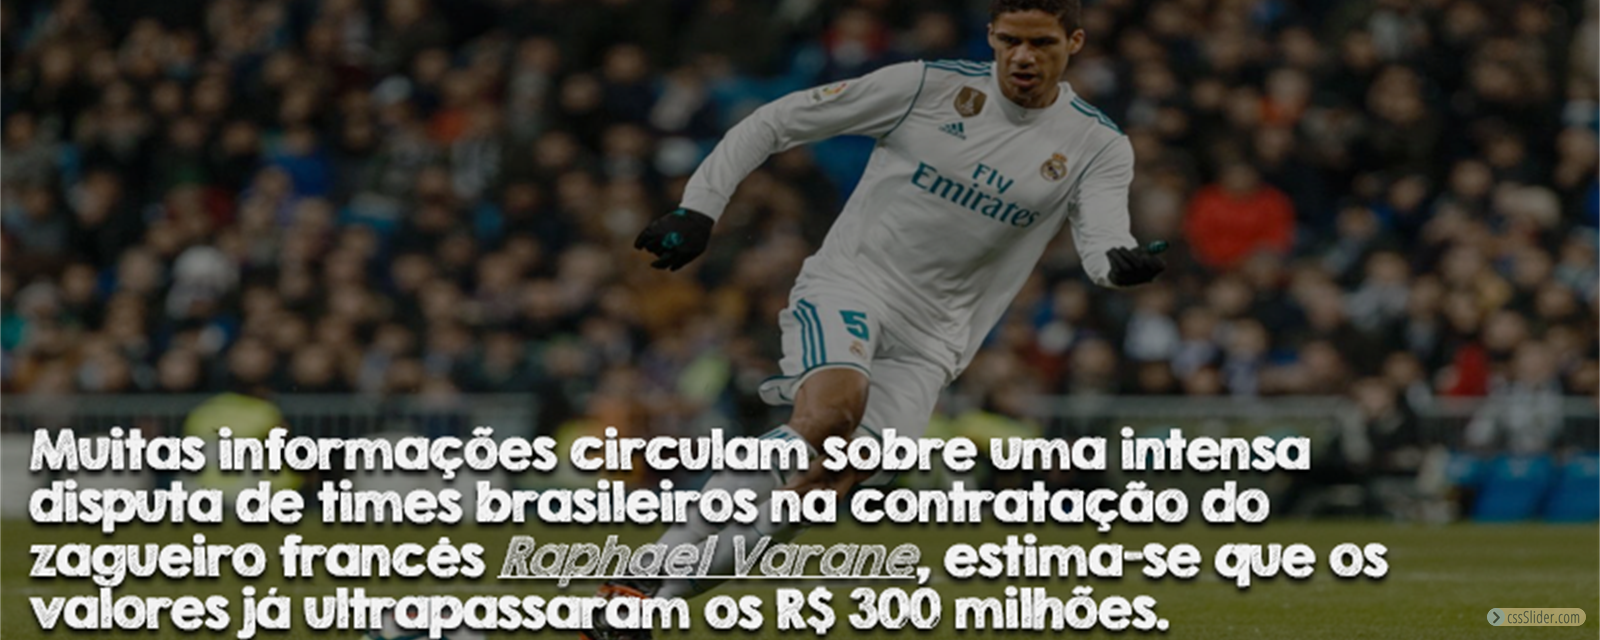 Fly
Emirates
5
Muitas informações circulam sobre uma intensa
disputa de times brasileiros na contratação do
zagueiro francês Raphael Varane, estima-se que os
valores já ultrapassaram os R$ 300 milhões.
cssSlider.com